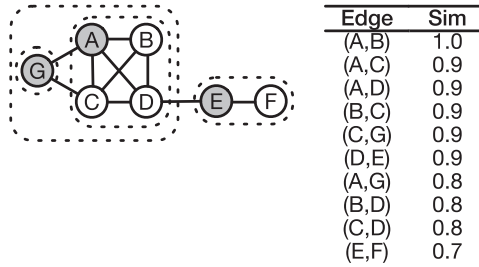 A B
G
C D E F
Edge Sim
(A,B) 1.0
(A,C) 0.9
(A,D) 0.9
(B,C) 0.9
(C,G) 0.9
(D,E) 0.9
(A,G) 0.8
(B,D) 0.8
(C,D) 0.8
(E,F) 0.7